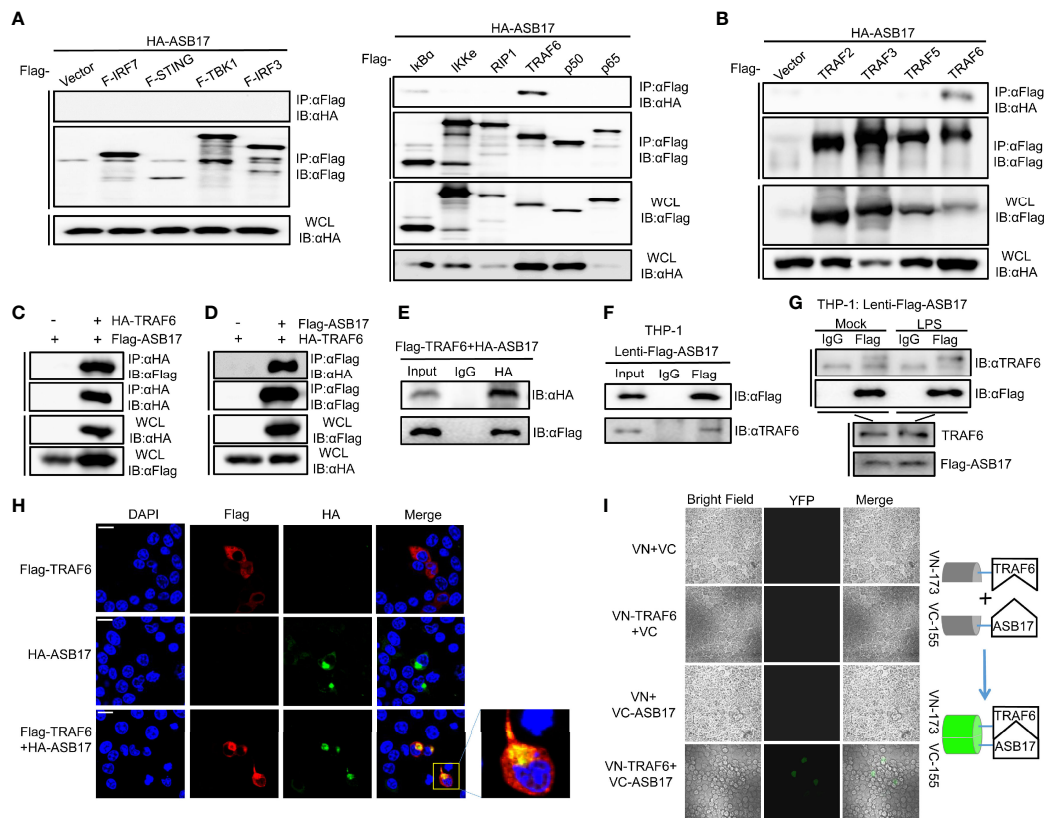 A
HA-ASB17
Flag-
Vector
F-IRF7
F-STING
F-TBK1
F-IRF3
IP:αFlag
IB:αHA
IP:αFlag
IB:αFlag
WCL
IB:αHA
HA-ASB17
Flag-
IκBα
IKKe
RIP1
TRAF6
p50
p65
IP:αFlag
IB:αHA
IP:αFlag
IB:αFlag
WCL
IB:αFlag
WCL
IB:αHA
B
HA-ASB17
Flag-
Vector
TRAF2
TRAF3
TRAF5
TRAF6
IP:αFlag
IB:αHA
IP:αFlag
IB:αFlag
WCL
IB:αFlag
WCL
IB:αHA
C
- + HA-TRAF6
+ + Flag-ASB17
IP:αHA
IB:αFlag
IP:αHA
IB:αHA
WCL
IB:αHA
WCL
IB:αFlag
D
- + Flag-ASB17
+ + HA-TRAF6
IP:αFlag
IB:αHA
IP:αFlag
IB:αFlag
WCL
IB:αFlag
WCL
IB:αHA
E
Flag-TRAF6+HA-ASB17
Input IgG HA
IB:αHA
IB:αFlag
F
THP-1
Lenti-Flag-ASB17
Input IgG Flag
IB:αFlag
IB:αTRAF6
G
THP-1: Lenti-Flag-ASB17
Mock LPS
IgG Flag IgG Flag
IB:αTRAF6
IB:αFlag
TRAF6
Flag-ASB17
H
DAPI Flag HA Merge
Flag-TRAF6
HA-ASB17
Flag-TRAF6
+HA-ASB17
I
Bright Field YFP Merge
VN+VC
VN-TRAF6
+VC
VN+
VC-ASB17
VN-TRAF6+
VC-ASB17
VN-173
TRAF6
+
VC-155
ASB17
VN-173
TRAF6
VC-155
ASB17